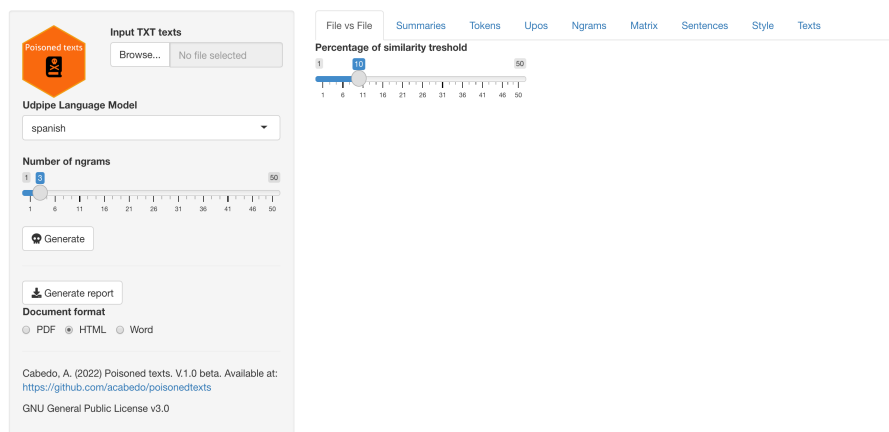 Poisoned texts
Input TXT texts
Browse... No file selected
Udpipe Language Model
spanish
Number of ngrams
1 3 50
1 6 11 16 21 26 31 36 41 46 50
Generate
Generate report
Document format
PDF HTML Word
Cabedo, A. (2022) Poisoned texts. V.1.0 beta. Available at:
https://github.com/acabedo/poisonedtexts
GNU General Public License v3.0
File vs File Summaries Tokens Upos Ngrams Matrix Sentences Style Texts
Percentage of similarity treshold
1 10 50
1 6 11 16 21 26 31 36 41 46 50